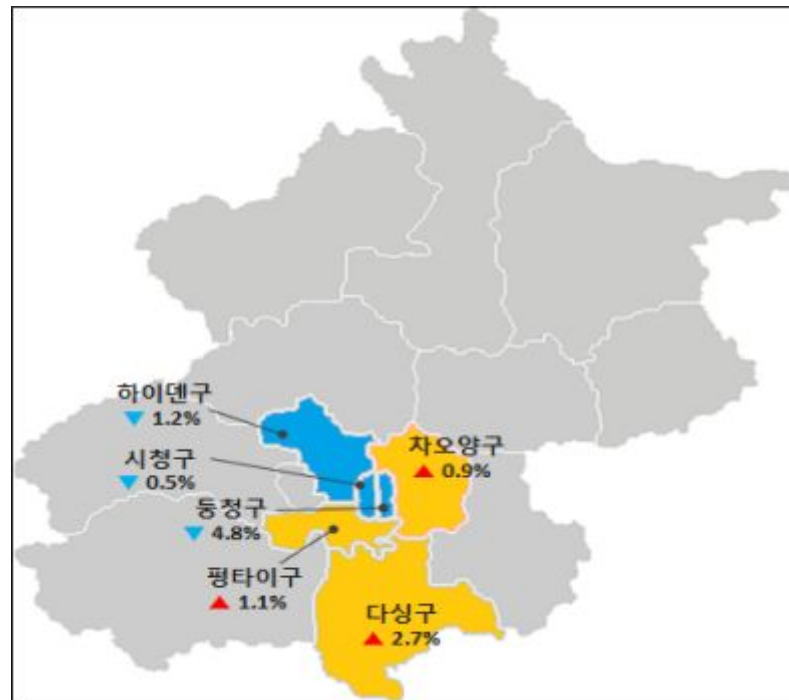 하이덴구
▼ 1.2%
시청구
▼ 0.5%
둥청구
▼ 4.8%
펑타이구
▲ 1.1%
차오양구
▲ 0.9%
다싱구
▲ 2.7%